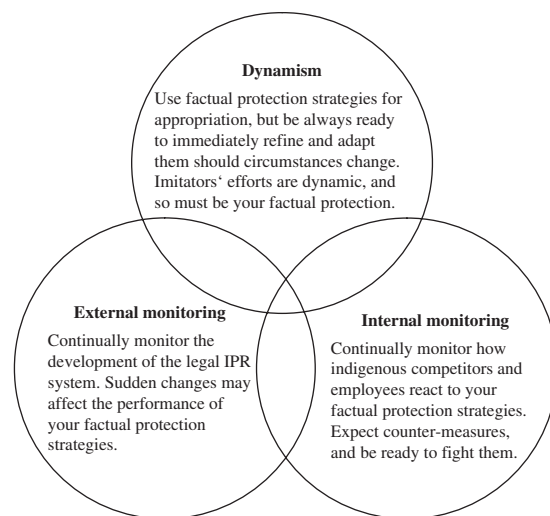 Dynamism
Use factual protection strategies for
appropriation, but be always ready
to immediately refine and adapt
them should circumstances change.
Imitators‘ efforts are dynamic, and
so must be your factual protection.
External monitoring
Continually monitor the
development of the legal IPR
system. Sudden changes may
affect the performance of
your factual protection
strategies.
Internal monitoring
Continually monitor how
indigenous competitors and
employees react to your
factual protection strategies.
Expect counter-measures,
and be ready to fight them.